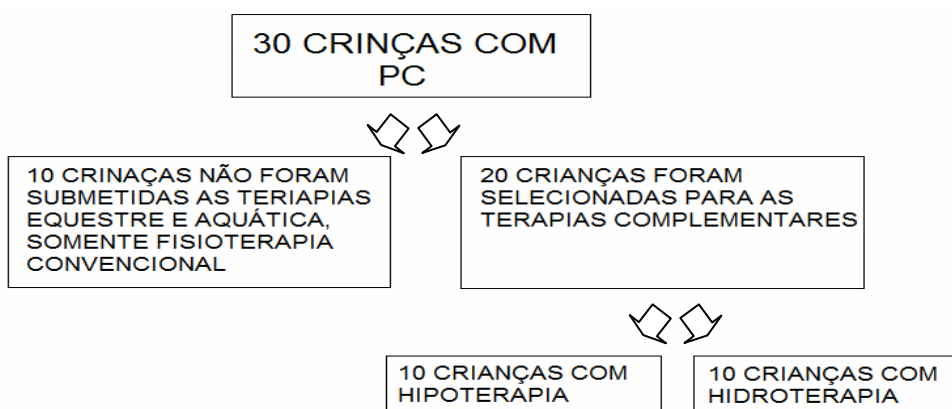 30 CRINÇAS COM
PC
10 CRINAÇAS NÃO FORAM
SUBMETIDAS AS TERIAPIAS
EQUESTRE E AQUÁTICA,
SOMENTE FISIOTERAPIA
CONVENCIONAL
20 CRIANÇAS FORAM
SELECIONADAS PARA AS
TERAPIAS COMPLEMENTARES
10 CRIANÇAS COM
HIPOTERAPIA
10 CRIANÇAS COM
HIDROTERAPIA